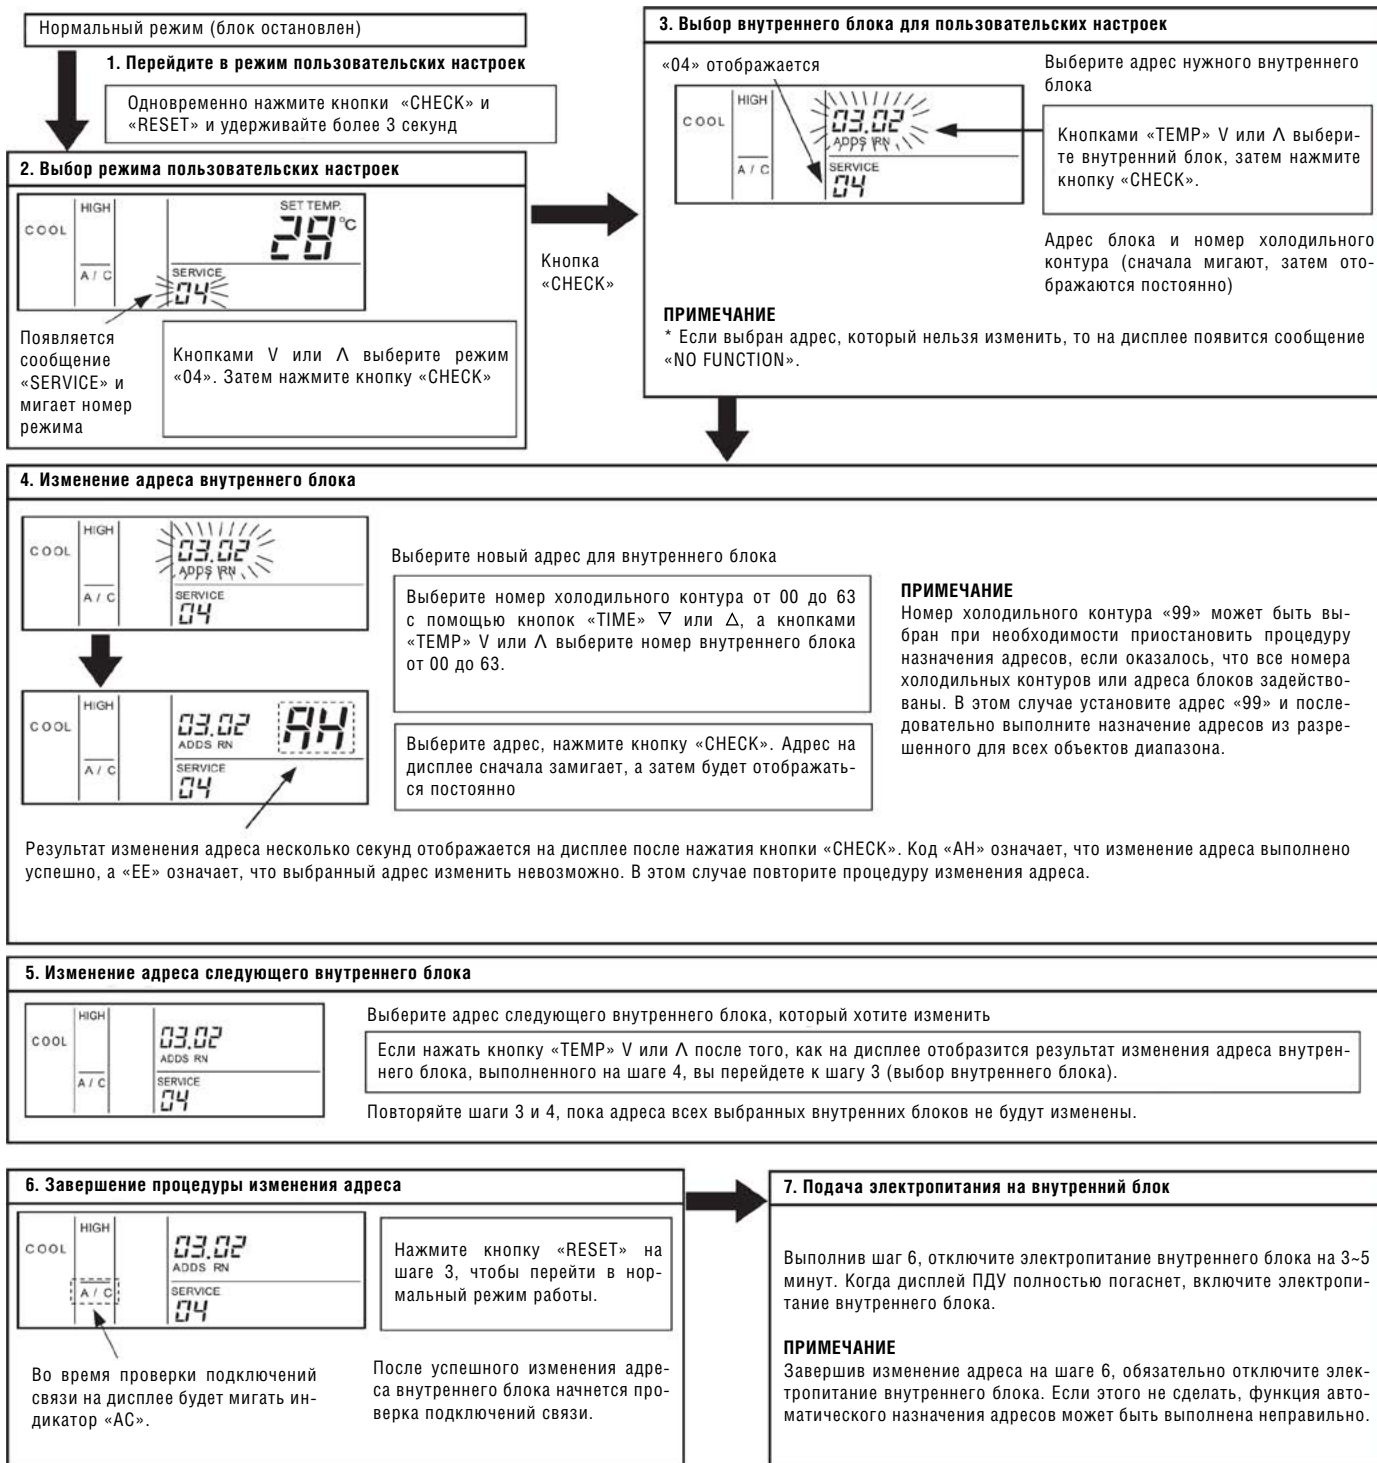 Нормальный режим (блок остановлен)
1. Перейдите в режим пользовательских настроек
Одновременно нажмите кнопки «CHECK» и
«RESET» и удерживайте более 3 секунд
2. Выбор режима пользовательских настроек
COOL
HIGH
A / C
SET TEMP.
28 °C
SERVICE
04
Появляется
сообщение
«SERVICE» и
мигает номер
режима
Кнопками V или Λ выберите режим
«04». Затем нажмите кнопку «CHECK»
Кнопка
«CHECK»
3. Выбор внутреннего блока для пользовательских настроек
«04» отображается
COOL
HIGH
A / C
03.02
ADDS RN
SERVICE
04
Выберите адрес нужного внутреннего
блока
Кнопками «TEMP» V или Λ выбери-
те внутренний блок, затем нажмите
кнопку «CHECK».
Адрес блока и номер холодильного
контура (сначала мигают, затем ото-
бражаются постоянно)
ПРИМЕЧАНИЕ
* Если выбран адрес, который нельзя изменить, то на дисплее появится сообщение
«NO FUNCTION».
4. Изменение адреса внутреннего блока
COOL
HIGH
A / C
03.02
ADDS RN
SERVICE
04
COOL
HIGH
A / C
03.02
ADDS RN
AH
SERVICE
04
Выберите новый адрес для внутреннего блока
Выберите номер холодильного контура от 00 до 63
с помощью кнопок «TIME» ▽ или △, а кнопками
«TEMP» V или Λ выберите номер внутреннего блока
от 00 до 63.
Выберите адрес, нажмите кнопку «CHECK». Адрес на
дисплее сначала замигает, а затем будет отображать-
ся постоянно
ПРИМЕЧАНИЕ
Номер холодильного контура «99» может быть вы-
бран при необходимости приостановить процедуру
назначения адресов, если оказалось, что все номера
холодильных контуров или адреса блоков задейство-
ваны. В этом случае установите адрес «99» и после-
довательно выполните назначение адресов из разре-
шенного для всех объектов диапазона.
Результат изменения адреса несколько секунд отображается на дисплее после нажатия кнопки «CHECK». Код «AH» означает, что изменение адреса выполнено
успешно, а «EE» означает, что выбранный адрес изменить невозможно. В этом случае повторите процедуру изменения адреса.
5. Изменение адреса следующего внутреннего блока
COOL
HIGH
A / C
03.02
ADDS RN
SERVICE
04
Выберите адрес следующего внутреннего блока, который хотите изменить
Если нажать кнопку «TEMP» V или Λ после того, как на дисплее отобразится результат изменения адреса внутрен-
него блока, выполненного на шаге 4, вы перейдете к шагу 3 (выбор внутреннего блока).
Повторяйте шаги 3 и 4, пока адреса всех выбранных внутренних блоков не будут изменены.
6. Завершение процедуры изменения адреса
COOL
HIGH
A / C
03.02
ADDS RN
SERVICE
04
Во время проверки подключений
связи на дисплее будет мигать ин-
дикатор «AC».
Нажмите кнопку «RESET» на
шаге 3, чтобы перейти в нор-
мальный режим работы.
После успешного изменения адре-
са внутреннего блока начнется про-
верка подключений связи.
7. Подача электропитания на внутренний блок
Выполнив шаг 6, отключите электропитание внутреннего блока на 3~5
минут. Когда дисплей ПДУ полностью погаснет, включите электропи-
тание внутреннего блока.
ПРИМЕЧАНИЕ
Завершив изменение адреса на шаге 6, обязательно отключите элек-
тропитание внутреннего блока. Если этого не сделать, функция авто-
матического назначения адресов может быть выполнена неправильно.